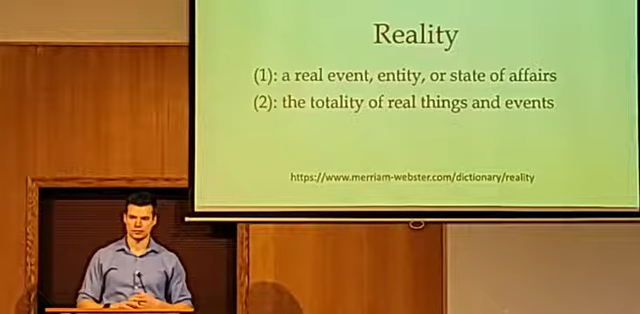 Reality
(1): a real event, entity, or state of affairs
(2): the totality of real things and events
https://www.merriam-webster.com/dictionary/reality